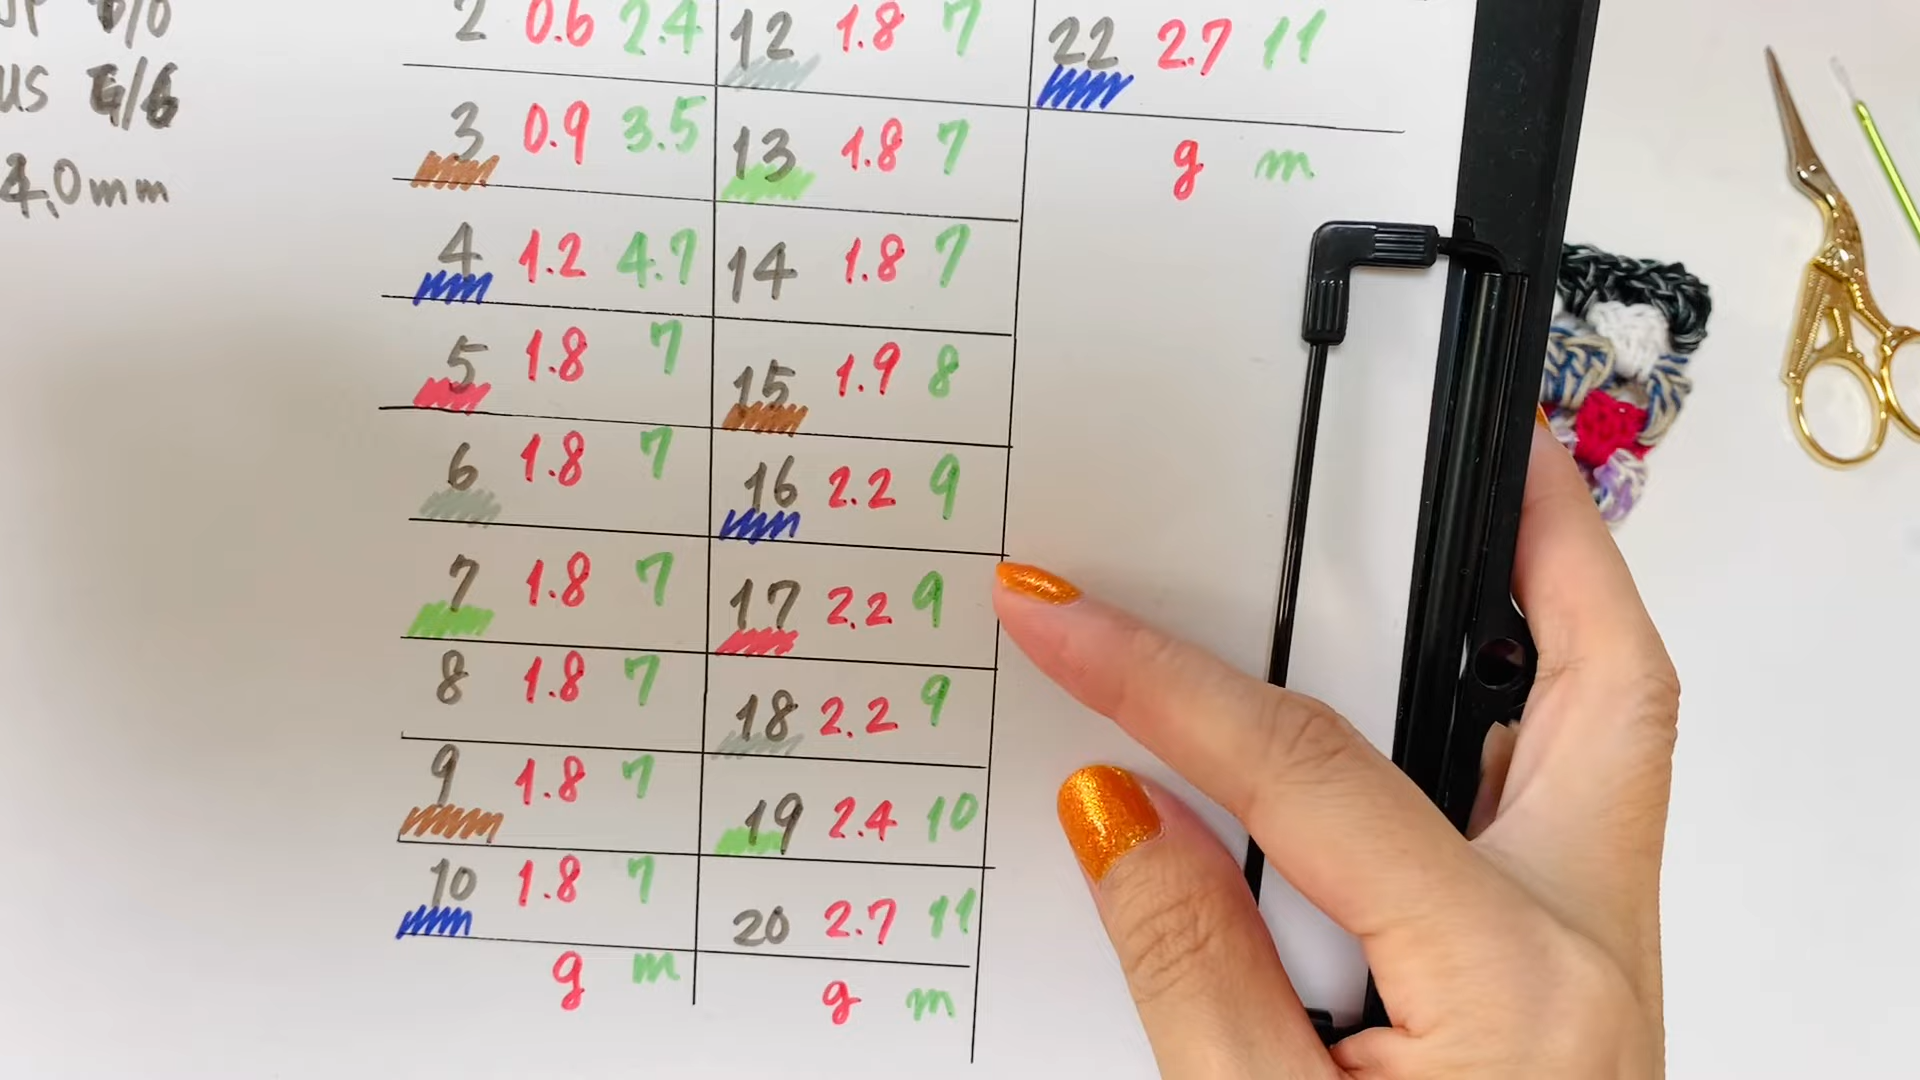 JP 6/0
US G/6
4.0mm
2 0.6 2.4
3 0.9 3.5
4 1.2 4.7
5 1.8 7
6 1.8 7
7 1.8 7
8 1.8 7
9 1.8 7
10 1.8 7
g m
12 1.8 7
13 1.8 7
14 1.8 7
15 1.9 8
16 2.2 9
17 2.2 9
18 2.2 9
19 2.4 10
20 2.7 11
g m
22 2.7 11
g m